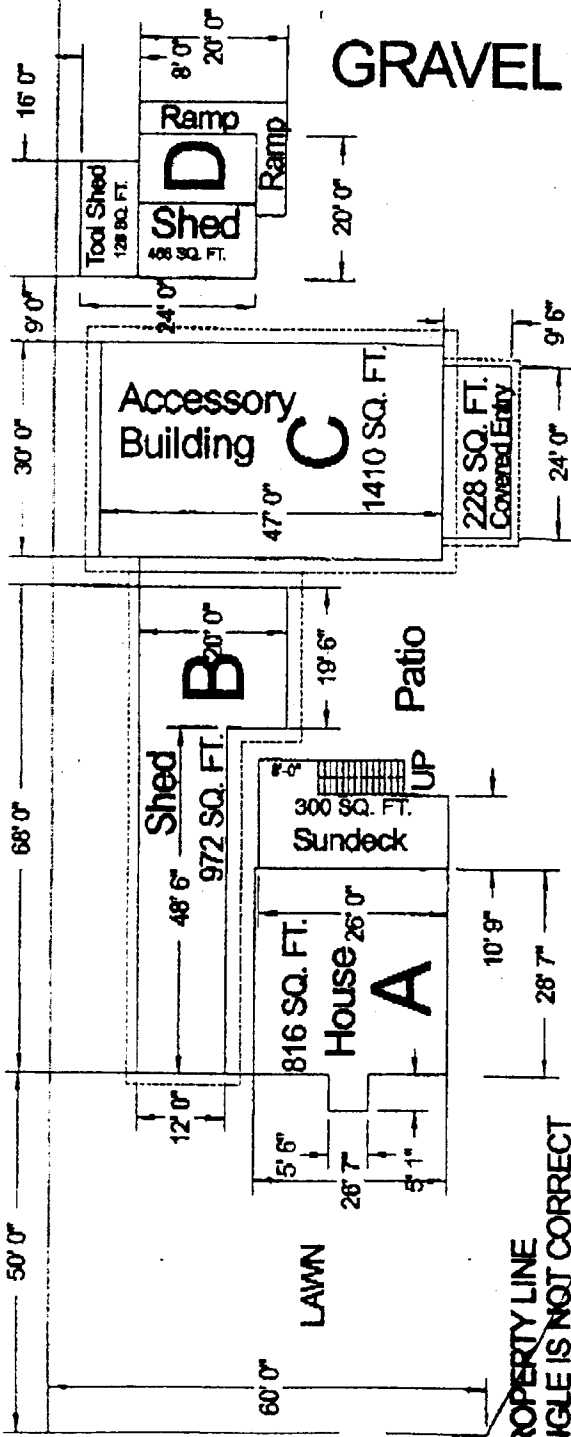 50' 0"
68' 0"
30' 0"
9' 0"
16' 0"
60' 0"
LAWN
PROPERTY LINE
NGLE IS NOT CORRECT
12' 0"
48' 6"
Shed
972 SQ. FT.
B
20' 0"
19' 6"
816 SQ. FT.
House
A
26' 0"
5' 6"
26' 7"
5' 1"
28' 7"
10' 9"
300 SQ. FT.
Sundeck
UP
Patio
Accessory
Building
C
47' 0"
1410 SQ. FT.
228 SQ. FT.
Covered Entry
24' 0"
9' 6"
Tool Shed
128 SQ. FT.
24' 0"
Shed
D
Ramp
Ramp
20' 0"
8' 0"
20' 0"
GRAVEL